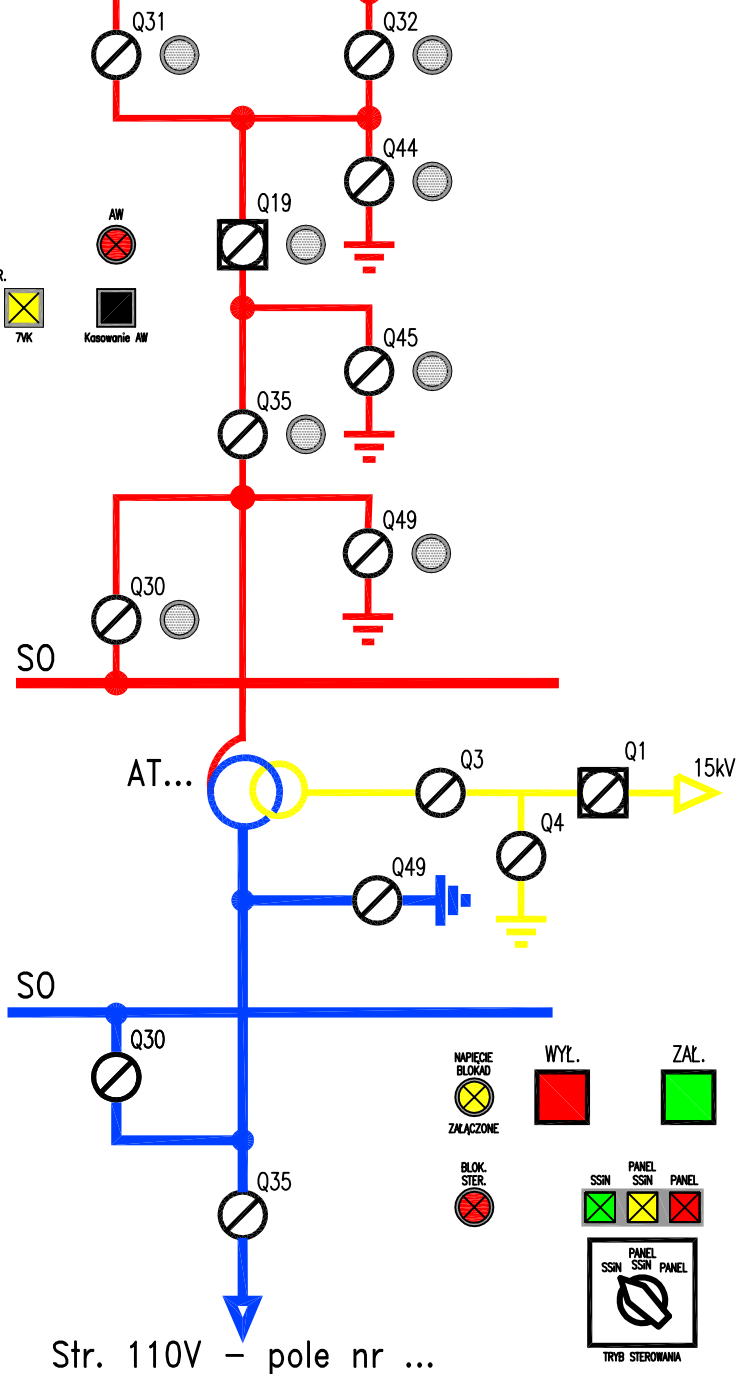 Q31
Q32
Q44
Q19
AW
R.
7VK
Kasowanie AW
Q45
Q35
Q49
Q30
SO
AT...
Q3
Q1
15kV
Q4
Q49
SO
Q30
NAPIĘCIE
BLOKAD
ZAŁĄCZONE
WYŁ.
ZAŁ.
BLOK.
STER.
SSiN
PANEL
SSiN
PANEL
Q35
PANEL
SSiN
SSiN
PANEL
TRYB STEROWANIA
Str. 110V - pole nr ...